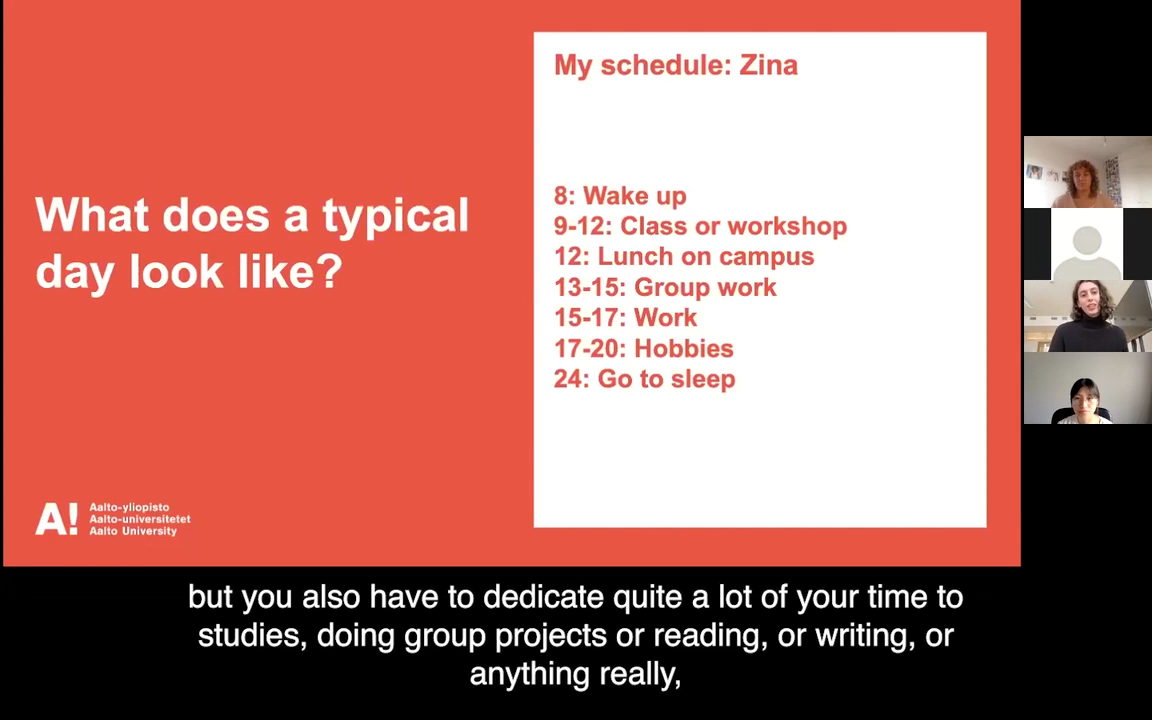 What does a typical
day look like?
My schedule: Zina
8: Wake up
9-12: Class or workshop
12: Lunch on campus
13-15: Group work
15-17: Work
17-20: Hobbies
24: Go to sleep
A!
Aalto-yliopisto
Aalto-universitetet
Aalto University
but you also have to dedicate quite a lot of your time to
studies, doing group projects or reading, or writing, or
anything really,